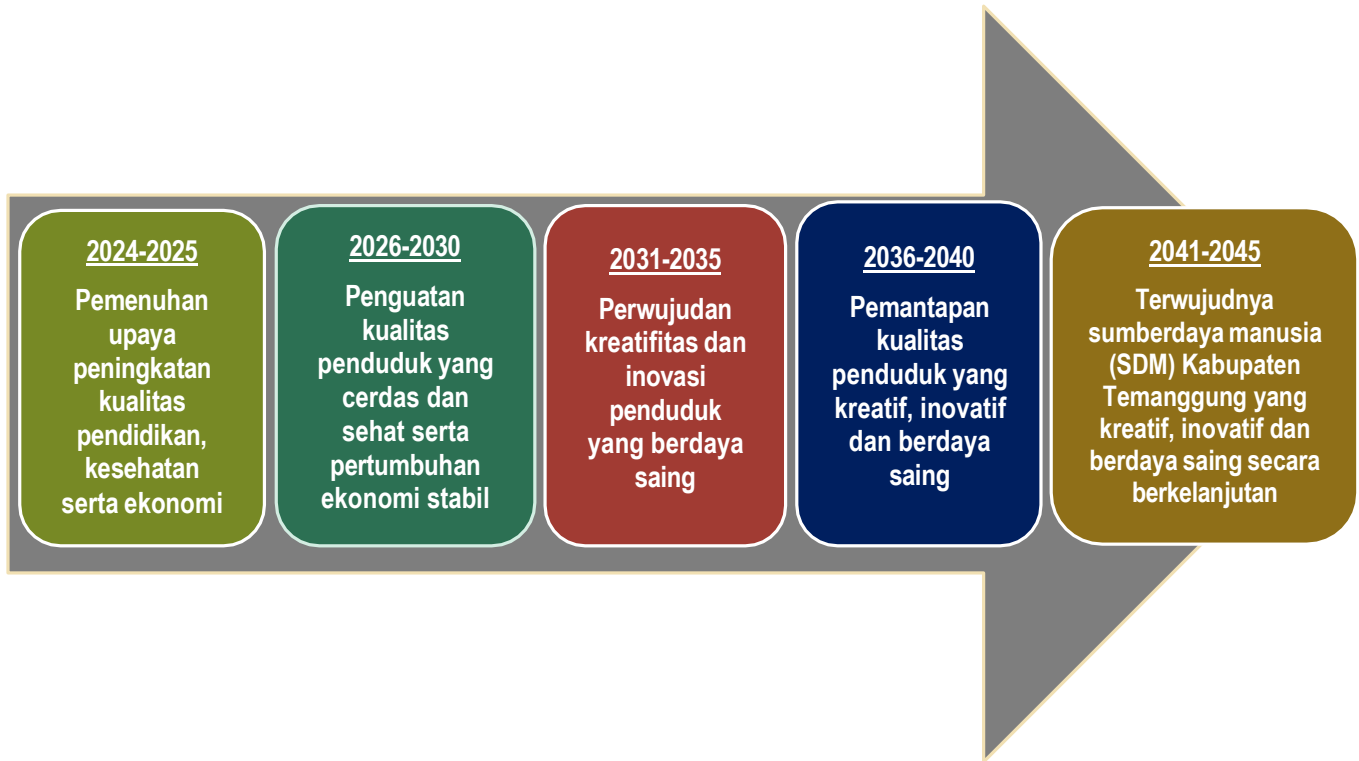 2024-2025
Pemenuhan
upaya
peningkatan
kualitas
pendidikan,
kesehatan
serta ekonomi
2026-2030
Penguatan
kualitas
penduduk yang
cerdas dan
sehat serta
pertumbuhan
ekonomi stabil
2031-2035
Perwujudan
kreatifitas dan
inovasi
penduduk
yang berdaya
saing
2036-2040
Pemantapan
kualitas
penduduk yang
kreatif, inovatif
dan berdaya
saing
2041-2045
Terwujudnya
sumberdaya manusia
(SDM) Kabupaten
Temanggung yang
kreatif, inovatif dan
berdaya saing secara
berkelanjutan